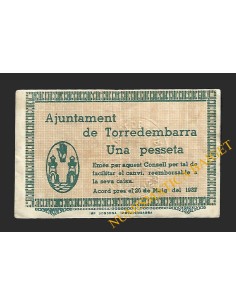 Ajuntament
de Torredembarra
Una pesseta
Emès per aquest Consell per tal de
facilitar el canvi, reemborsable a
la seva caixa.
Acord pres el 26 de Maig del 1937